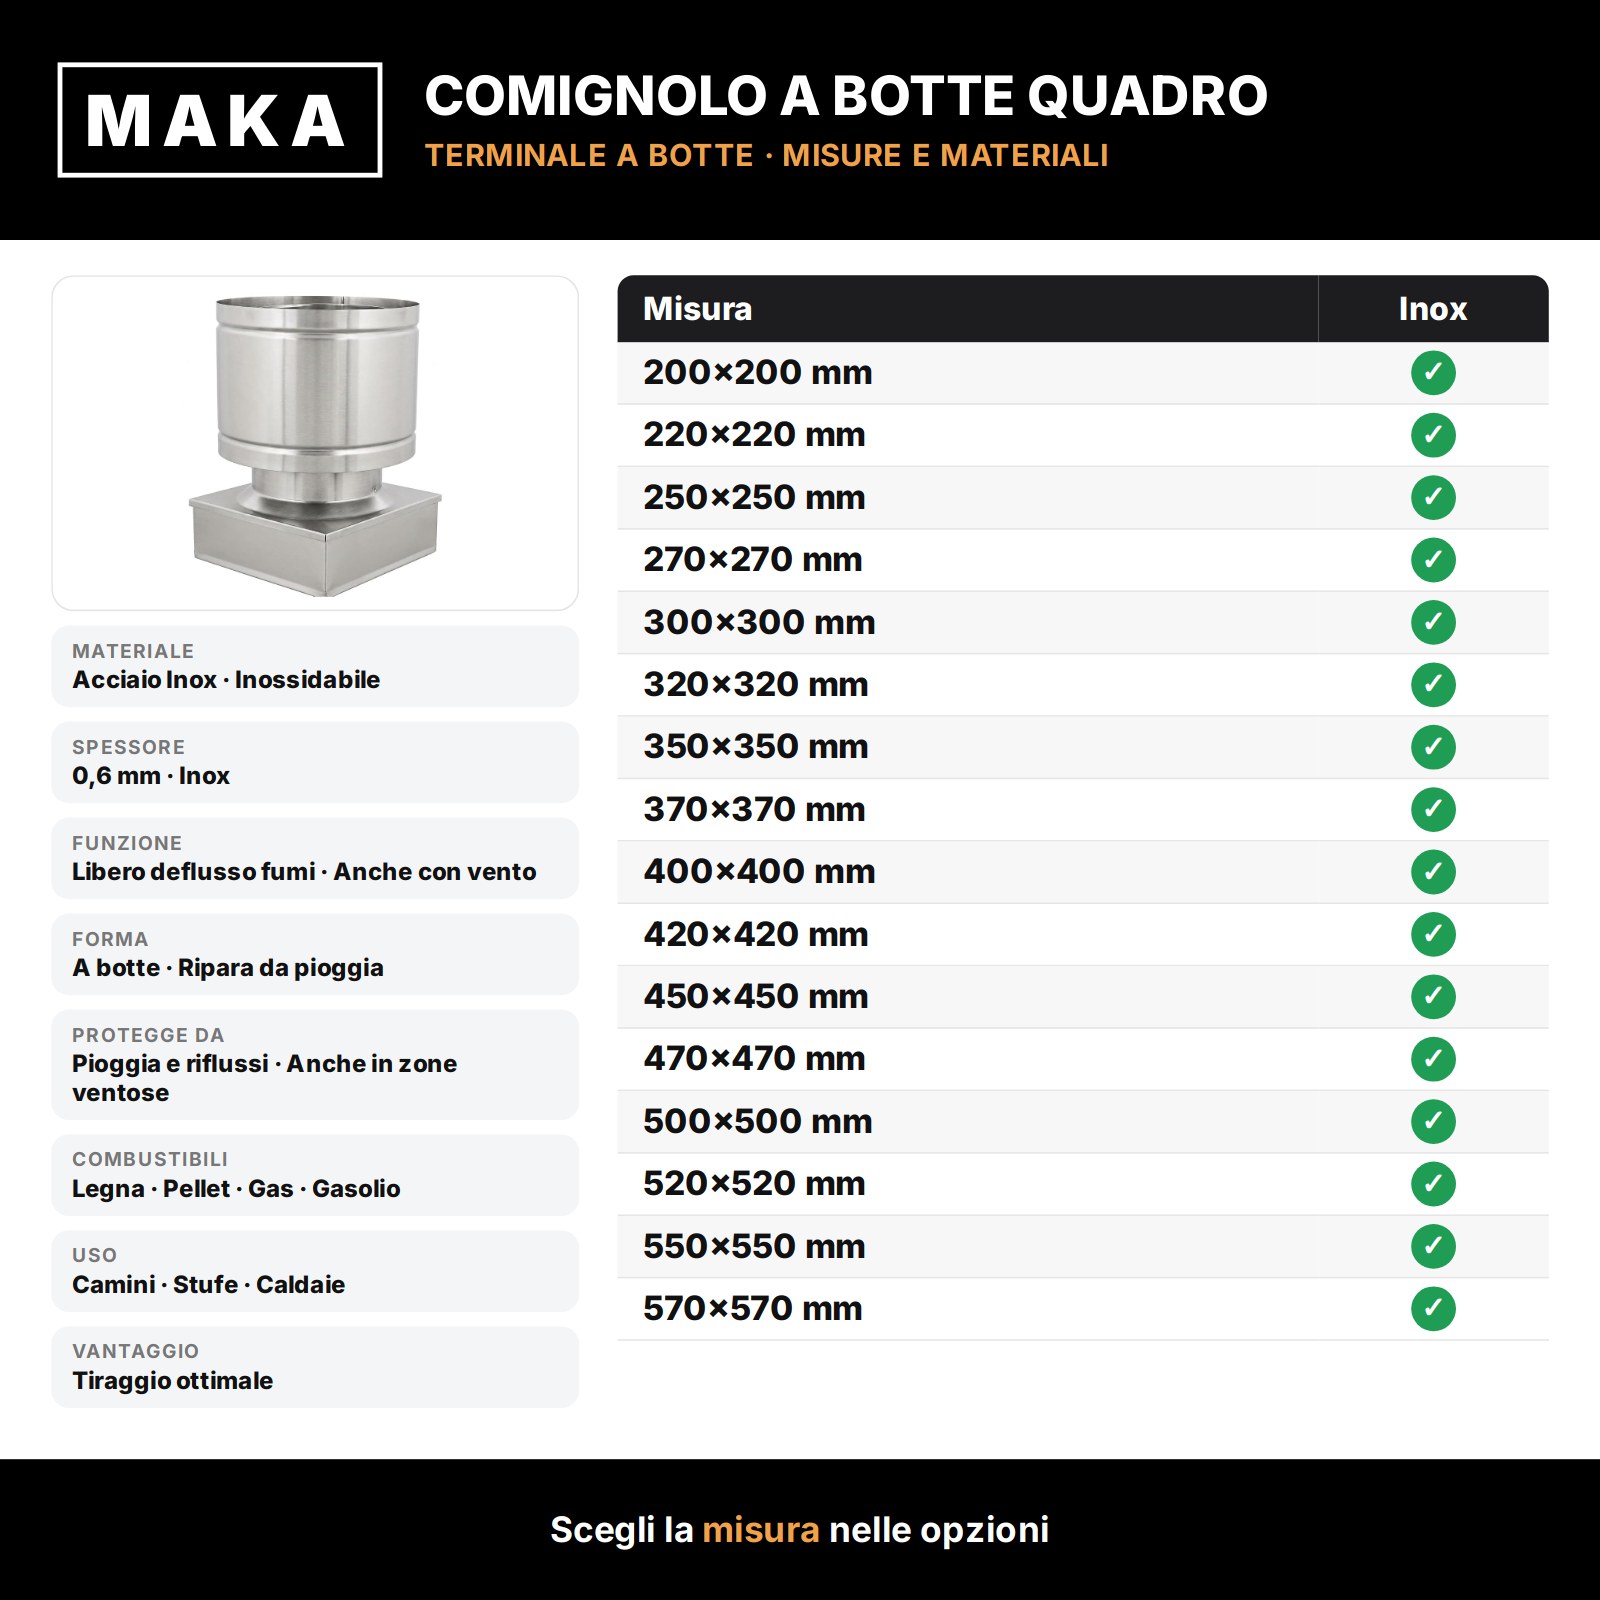 MAKA
COMIGNOLO A BOTTE QUADRO
TERMINALE A BOTTE · MISURE E MATERIALI
MATERIALE
Acciaio Inox · Inossidabile
SPESSORE
0,6 mm · Inox
FUNZIONE
Libero deflusso fumi · Anche con vento
FORMA
A botte · Ripara da pioggia
PROTEGGE DA
Pioggia e riflussi · Anche in zone
ventose
COMBUSTIBILI
Legna · Pellet · Gas · Gasolio
USO
Camini · Stufe · Caldaie
VANTAGGIO
Tiraggio ottimale
Misura Inox
200×200 mm ✓
220×220 mm ✓
250×250 mm ✓
270×270 mm ✓
300×300 mm ✓
320×320 mm ✓
350×350 mm ✓
370×370 mm ✓
400×400 mm ✓
420×420 mm ✓
450×450 mm ✓
470×470 mm ✓
500×500 mm ✓
520×520 mm ✓
550×550 mm ✓
570×570 mm ✓
Scegli la misura nelle opzioni